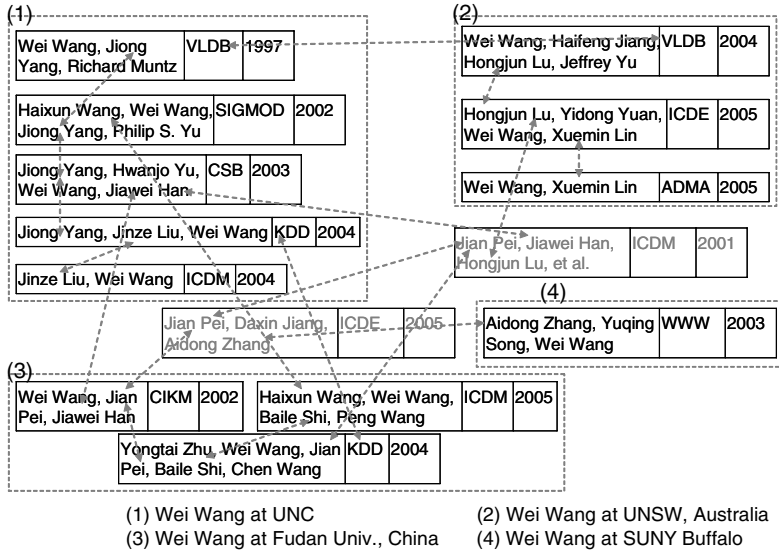 (1)
Wei Wang, Jiong VLDB 1997
Yang, Richard Muntz
Haixun Wang, Wei Wang, SIGMOD 2002
Jiong Yang, Philip S. Yu
Jiong Yang, Hwanjo Yu, CSB 2003
Wei Wang, Jiawei Han
Jiong Yang, Jinze Liu, Wei Wang KDD 2004
Jinze Liu, Wei Wang ICDM 2004
(2)
Wei Wang, Haifeng Jiang, VLDB 2004
Hongjun Lu, Jeffrey Yu
Hongjun Lu, Yidong Yuan, ICDE 2005
Wei Wang, Xuemin Lin
Wei Wang, Xuemin Lin ADMA 2005
Jian Pei, Jiawei Han, ICDM 2001
Hongjun Lu, et al.
Jian Pei, Daxin Jiang, ICDE 2005
Aidong Zhang
(4)
Aidong Zhang, Yuqing WWW 2003
Song, Wei Wang
(3)
Wei Wang, Jian CIKM 2002
Pei, Jiawei Han
Haixun Wang, Wei Wang, ICDM 2005
Baile Shi, Peng Wang
Yongtai Zhu, Wei Wang, Jian KDD 2004
Pei, Baile Shi, Chen Wang
(1) Wei Wang at UNC
(2) Wei Wang at UNSW, Australia
(3) Wei Wang at Fudan Univ., China
(4) Wei Wang at SUNY Buffalo